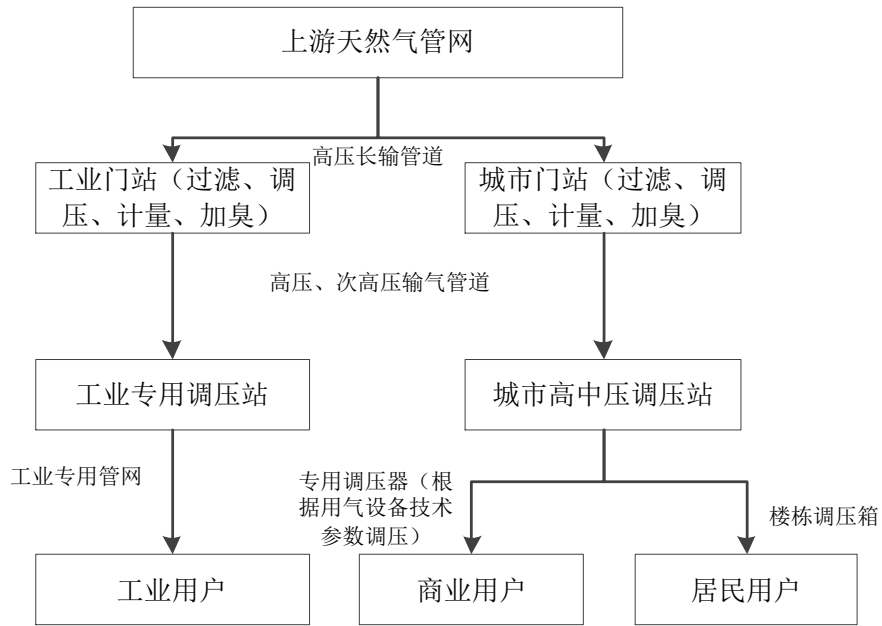 上游天然气管网
高压长输管道
工业门站（过滤、调
压、计量、加臭）
城市门站（过滤、调
压、计量、加臭）
高压、次高压输气管道
工业专用调压站
城市高中压调压站
工业专用管网
专用调压器（根
据用气设备技术
参数调压）
楼栋调压箱
工业用户
商业用户
居民用户